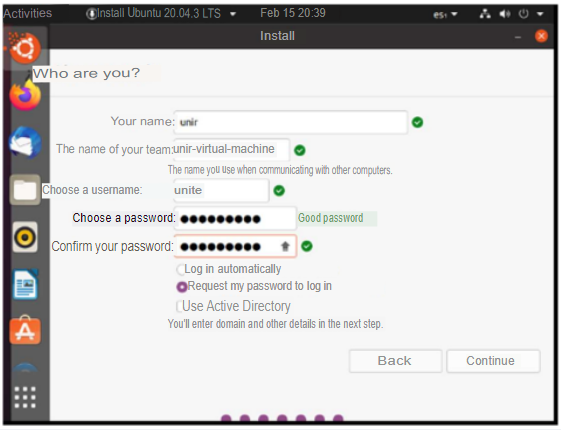 Activities Install Ubuntu 20.04.3 LTS Feb 15 20:39 es1
Install
Who are you?
Your name: unir
The name of your team: unir-virtual-machine
The name you use when communicating with other computers.
Choose a username: unite
Choose a password: ●●●●●●●●● Good password
Confirm your password: ●●●●●●●●●
Log in automatically
Request my password to log in
Use Active Directory
You'll enter domain and other details in the next step.
Back Continue